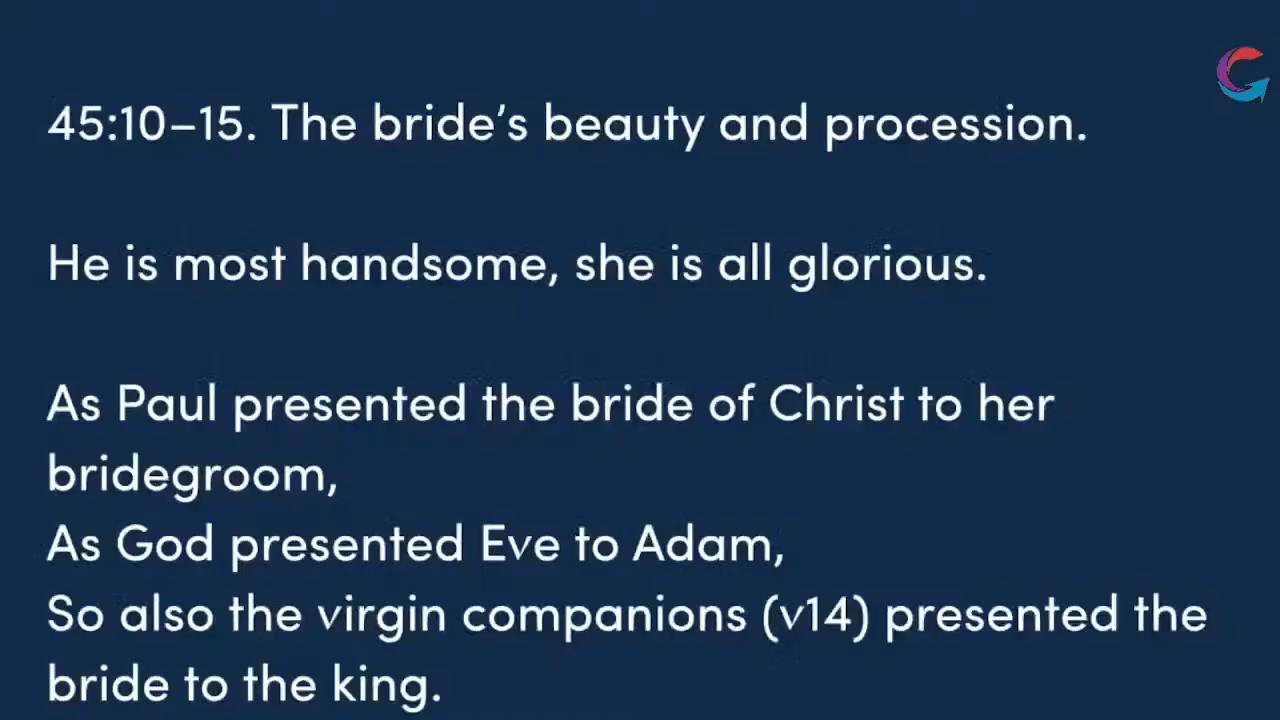 45:10–15. The bride’s beauty and procession.
He is most handsome, she is all glorious.
As Paul presented the bride of Christ to her
bridegroom,
As God presented Eve to Adam,
So also the virgin companions (v14) presented the
bride to the king.